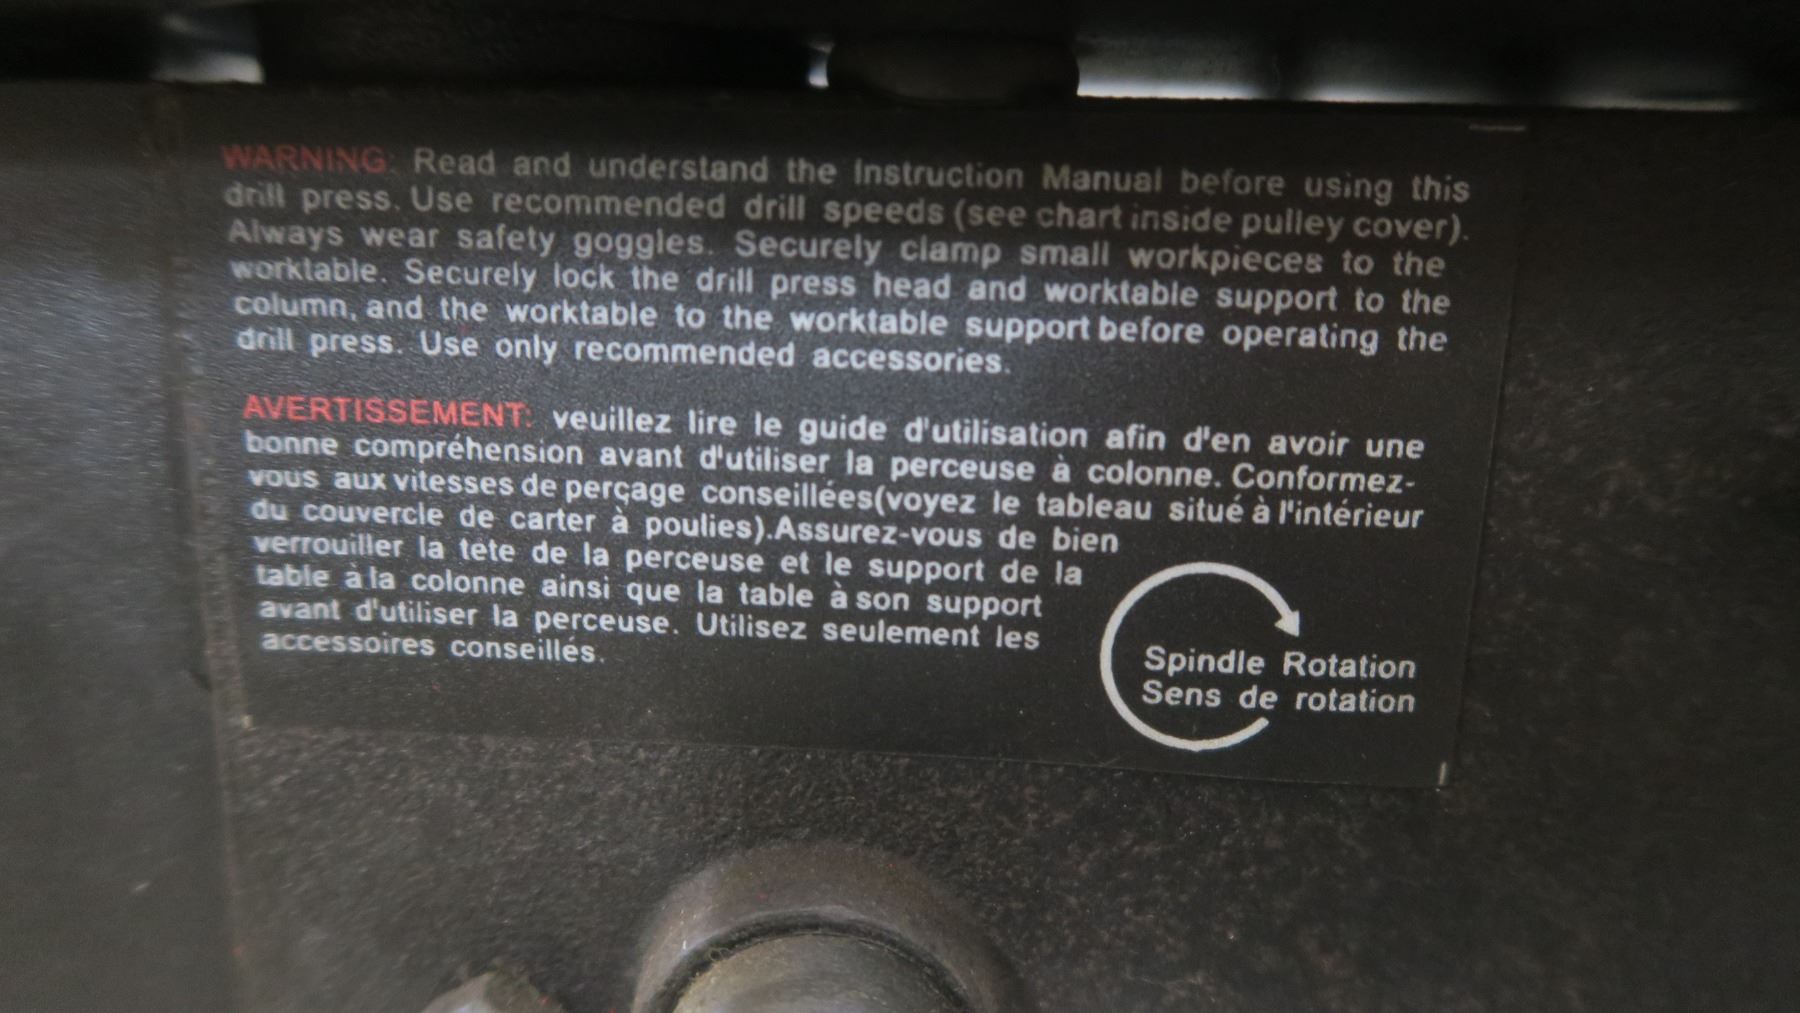 WARNING: Read and understand the Instruction Manual before using this
drill press. Use recommended drill speeds (see chart inside pulley cover).
Always wear safety goggles. Securely clamp small workpieces to the
worktable. Securely lock the drill press head and worktable support to the
column, and the worktable to the worktable support before operating the
drill press. Use only recommended accessories.
AVERTISSEMENT: veuillez lire le guide d'utilisation afin d'en avoir une
bonne compréhension avant d'utiliser la perceuse à colonne. Conformez-
vous aux vitesses de perçage conseillées(voyez le tableau situé à l'intérieur
du couvercle de carter à poulies).Assurez-vous de bien
verrouiller la tete de la perceuse et le support de la
table à la colonne ainsi que la table à son support
avant d'utiliser la perceuse. Utilisez seulement les
accessoires conseillés.
Spindle Rotation
Sens de rotation